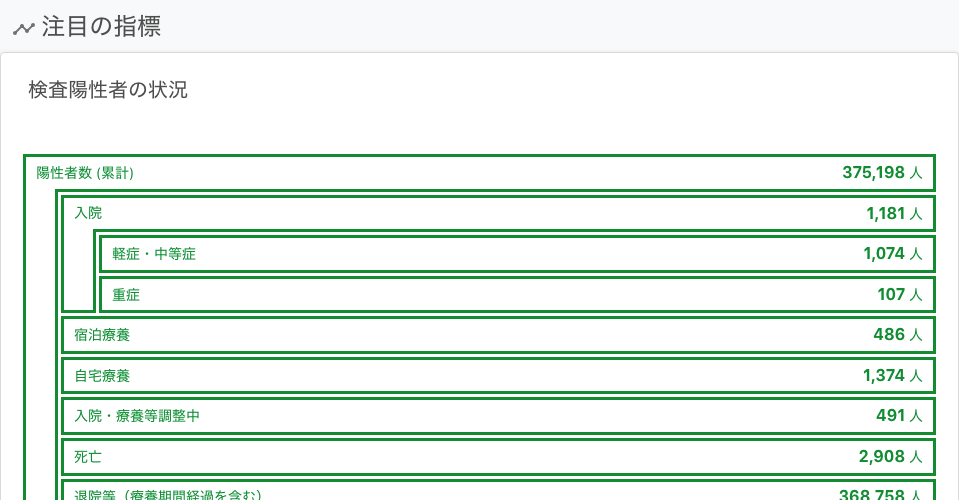 注目の指標
検査陽性者の状況
陽性者数 (累計) 375,198 人
入院 1,181 人
軽症・中等症 1,074 人
重症 107 人
宿泊療養 486 人
自宅療養 1,374 人
入院・療養等調整中 491 人
死亡 2,908 人
退院等（療養期間経過を含む） 368,758 人